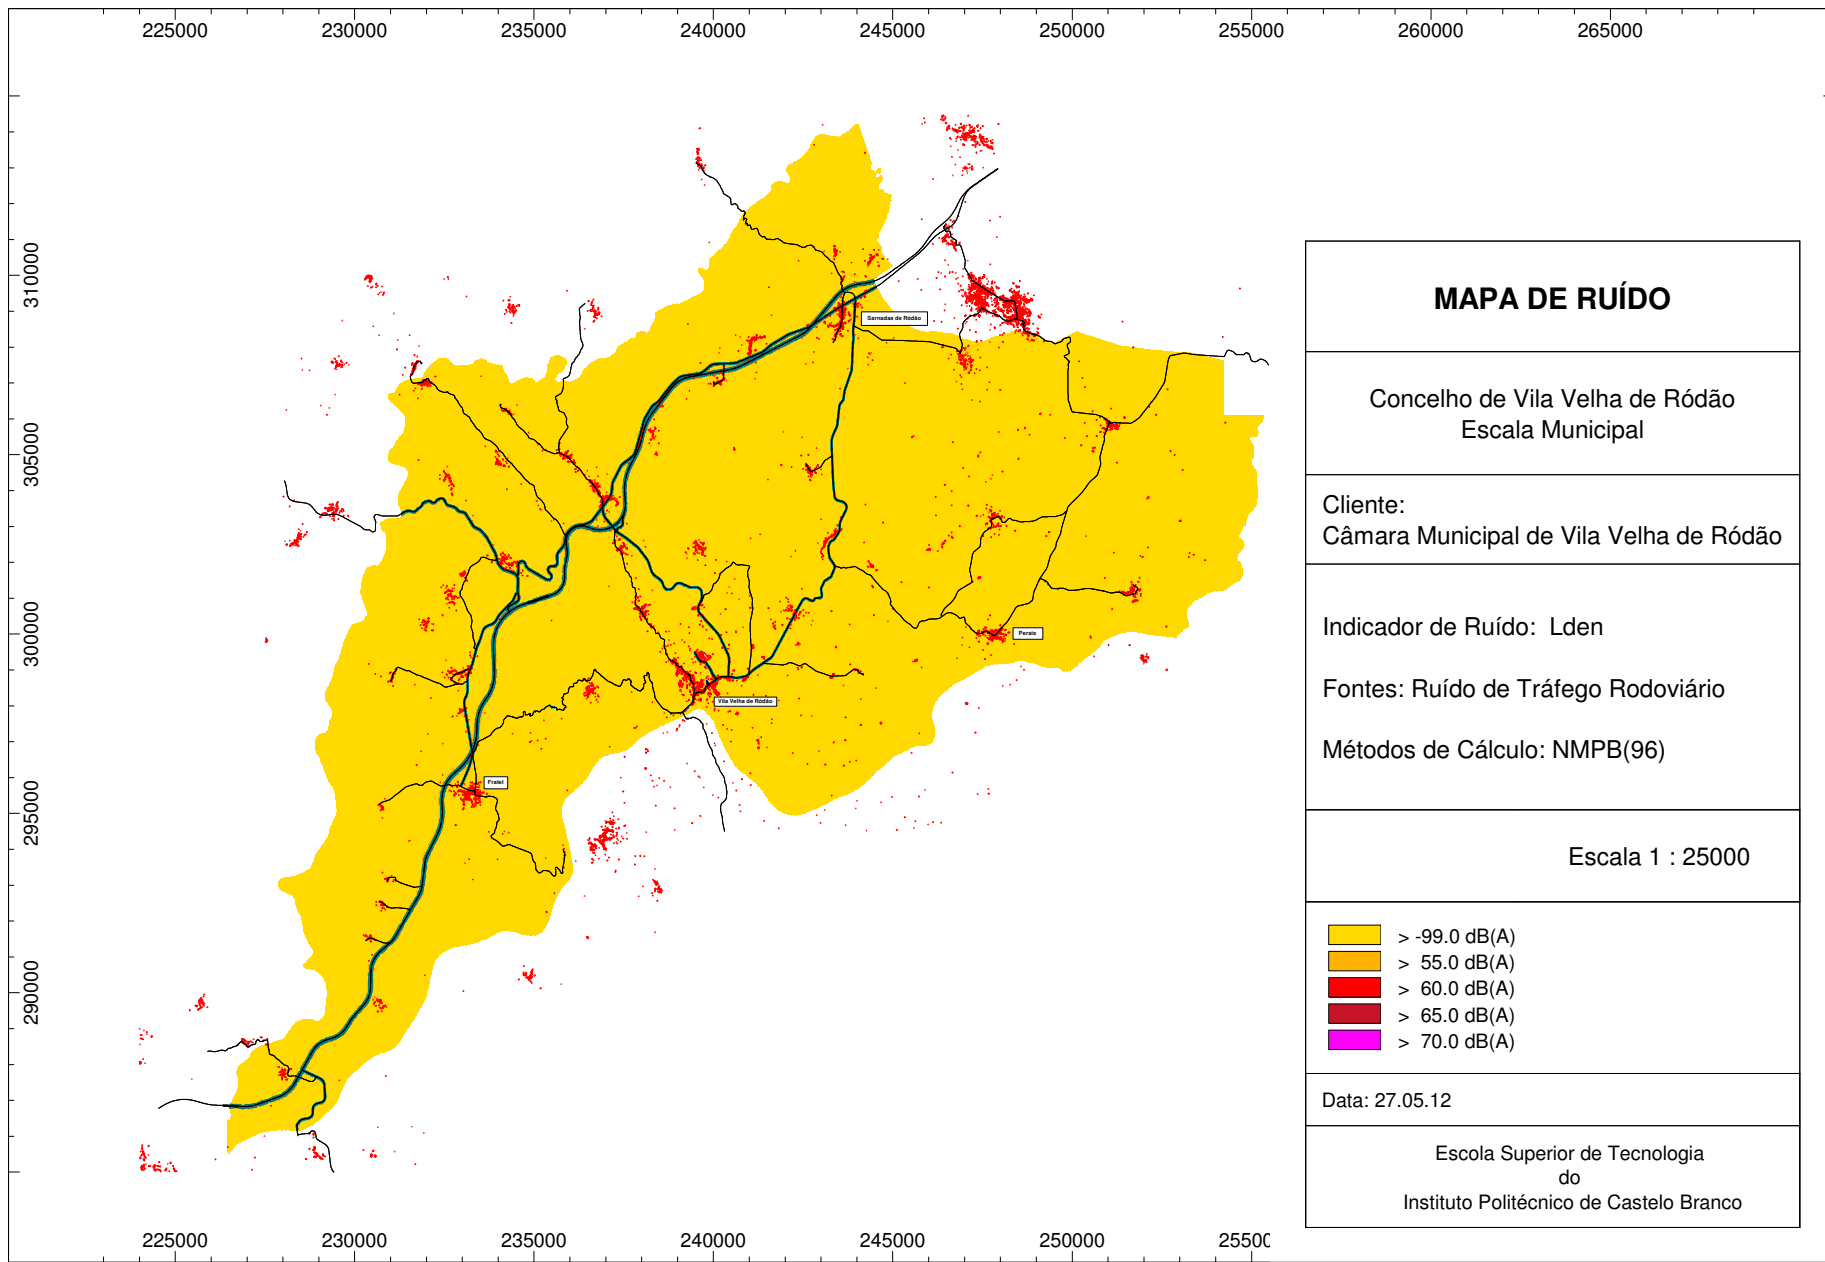 225000 230000 235000 240000 245000 250000 255000 260000 265000
310000
305000
300000
295000
290000
Sarnadas de Ródão
Perais
Vila Velha de Ródão
Fratel
MAPA DE RUÍDO
Concelho de Vila Velha de Ródão
Escala Municipal
Cliente:
Câmara Municipal de Vila Velha de Ródão
Indicador de Ruído: Lden
Fontes: Ruído de Tráfego Rodoviário
Métodos de Cálculo: NMPB(96)
Escala 1 : 25000
> -99.0 dB(A)
> 55.0 dB(A)
> 60.0 dB(A)
> 65.0 dB(A)
> 70.0 dB(A)
Data: 27.05.12
Escola Superior de Tecnologia
do
Instituto Politécnico de Castelo Branco
225000 230000 235000 240000 245000 250000 25500